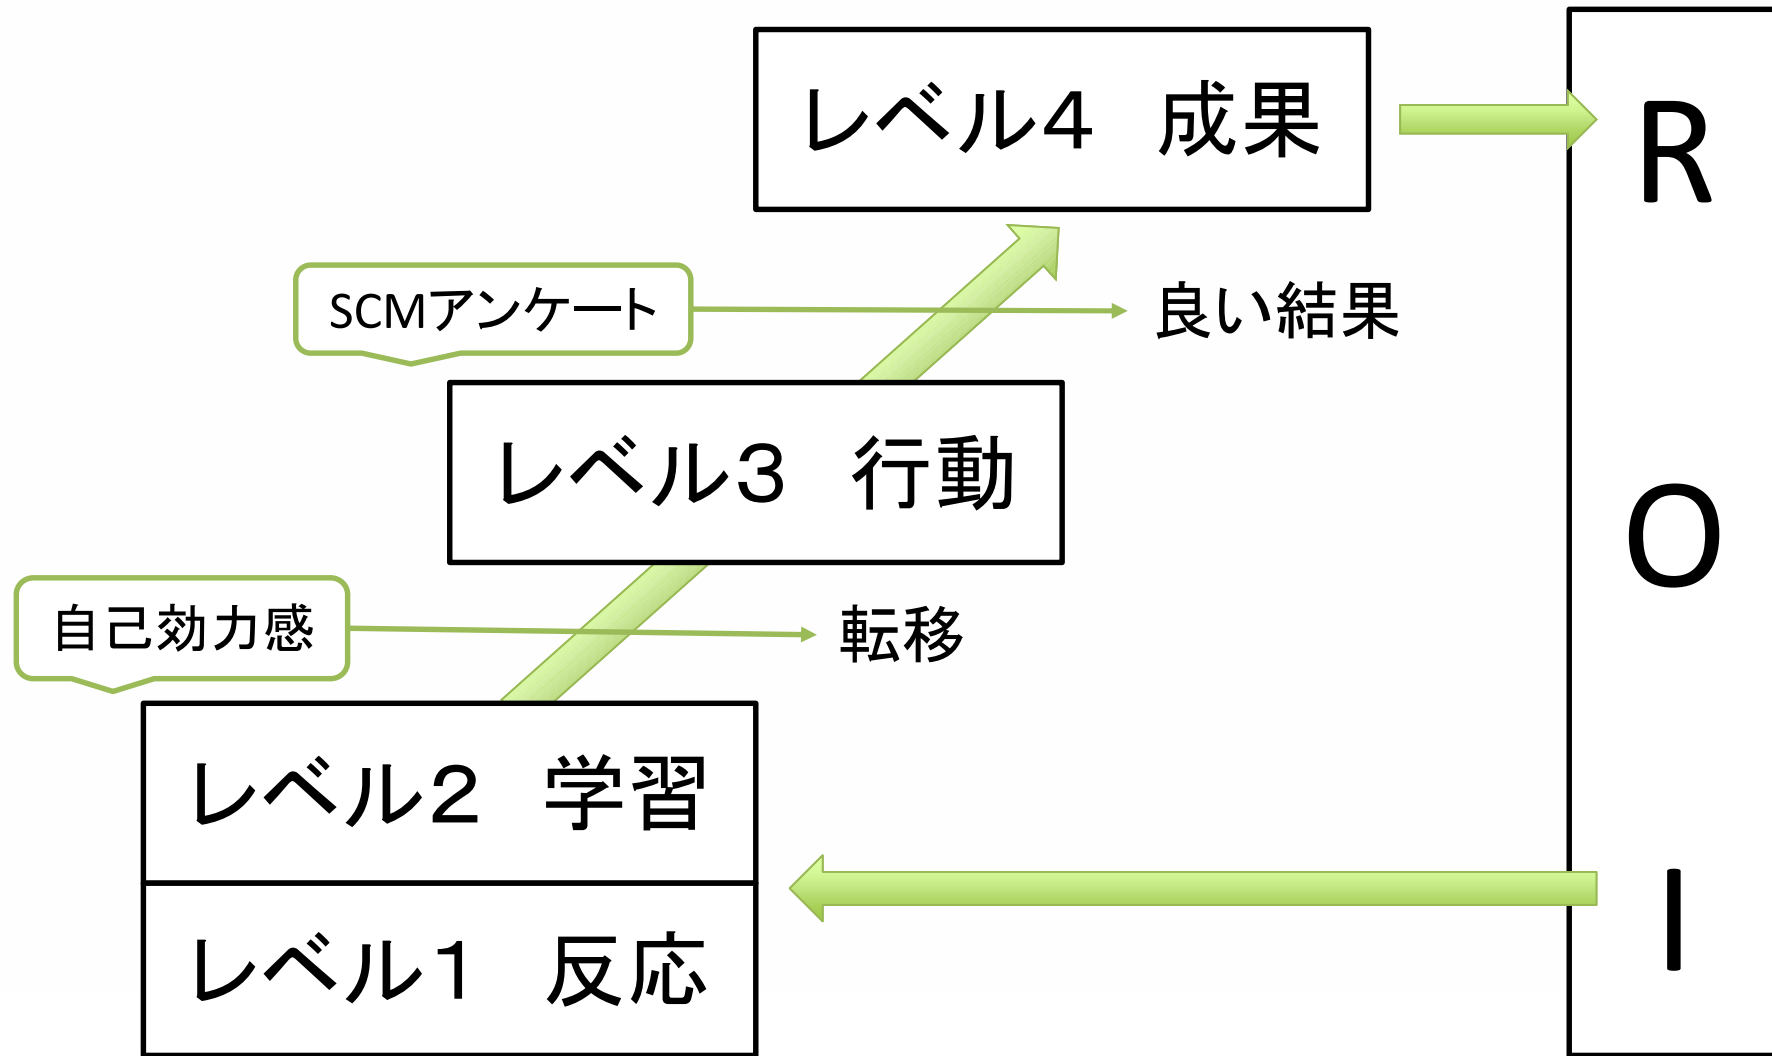 レベル４　成果
R
SCMアンケート
良い結果
レベル３　行動
O
自己効力感
転移
レベル２　学習
レベル１　反応
I